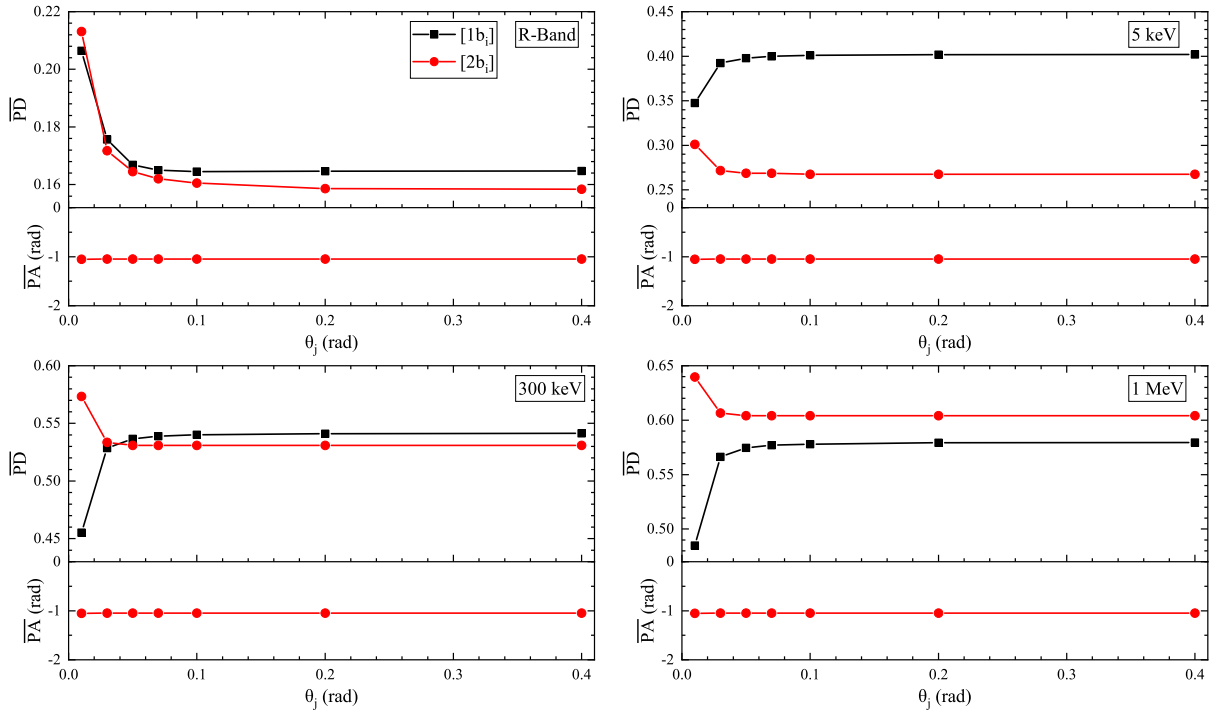 0.22
0.20
0.18
0.16
PD
[1b_i]
[2b_i]
R-Band
0
-1
-2
PA (rad)
0.0 0.1 0.2 0.3 0.4
θ_j (rad)
0.45
0.40
0.35
0.30
0.25
PD
5 keV
0
-1
-2
PA (rad)
0.0 0.1 0.2 0.3 0.4
θ_j (rad)
0.60
0.55
0.50
0.45
PD
300 keV
0
-1
-2
PA (rad)
0.0 0.1 0.2 0.3 0.4
θ_j (rad)
0.65
0.60
0.55
0.50
PD
1 MeV
0
-1
-2
PA (rad)
0.0 0.1 0.2 0.3 0.4
θ_j (rad)